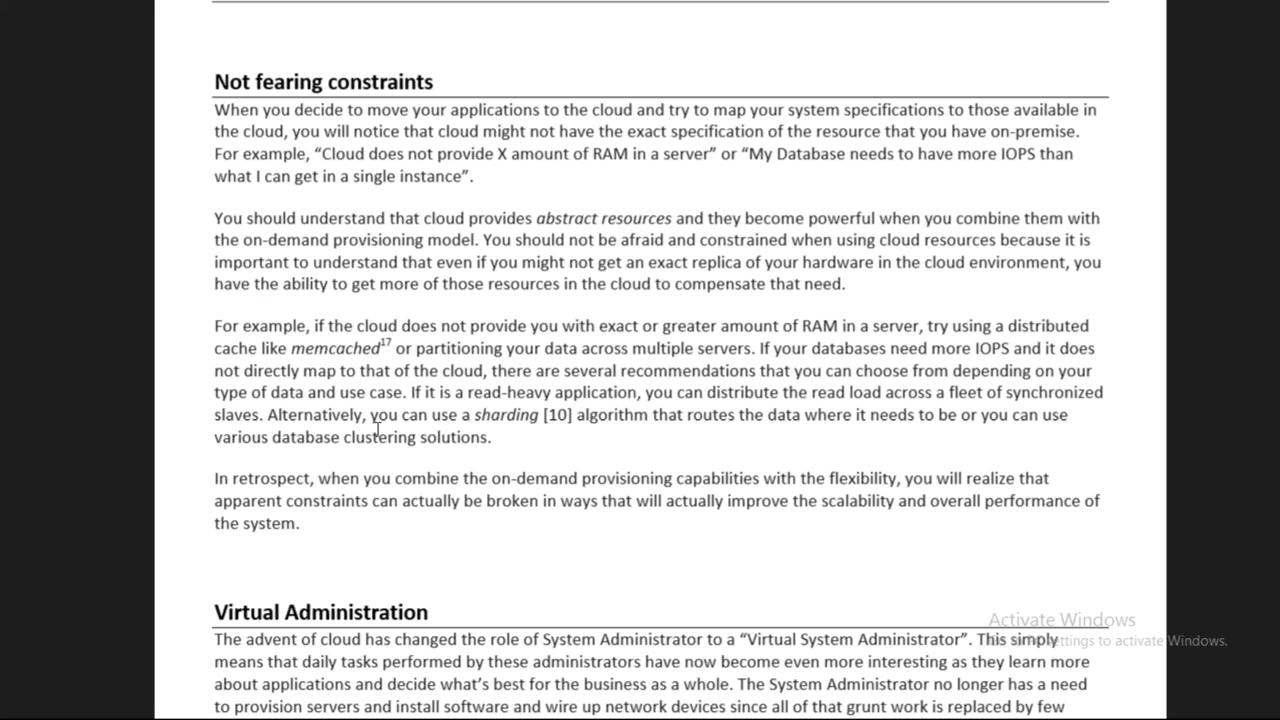 Not fearing constraints
When you decide to move your applications to the cloud and try to map your system specifications to those available in
the cloud, you will notice that cloud might not have the exact specification of the resource that you have on-premise.
For example, “Cloud does not provide X amount of RAM in a server” or “My Database needs to have more IOPS than
what I can get in a single instance”.
You should understand that cloud provides abstract resources and they become powerful when you combine them with
the on-demand provisioning model. You should not be afraid and constrained when using cloud resources because it is
important to understand that even if you might not get an exact replica of your hardware in the cloud environment, you
have the ability to get more of those resources in the cloud to compensate that need.
For example, if the cloud does not provide you with exact or greater amount of RAM in a server, try using a distributed
cache like memcached17 or partitioning your data across multiple servers. If your databases need more IOPS and it does
not directly map to that of the cloud, there are several recommendations that you can choose from depending on your
type of data and use case. If it is a read-heavy application, you can distribute the read load across a fleet of synchronized
slaves. Alternatively, you can use a sharding [10] algorithm that routes the data where it needs to be or you can use
various database clustering solutions.
In retrospect, when you combine the on-demand provisioning capabilities with the flexibility, you will realize that
apparent constraints can actually be broken in ways that will actually improve the scalability and overall performance of
the system.
Virtual Administration
Activate Windows
The advent of cloud has changed the role of System Administrator to a “Virtual System Administrator”. This simply
settings to activate Windows.
means that daily tasks performed by these administrators have now become even more interesting as they learn more
about applications and decide what’s best for the business as a whole. The System Administrator no longer has a need
to provision servers and install software and wire up network devices since all of that grunt work is replaced by few